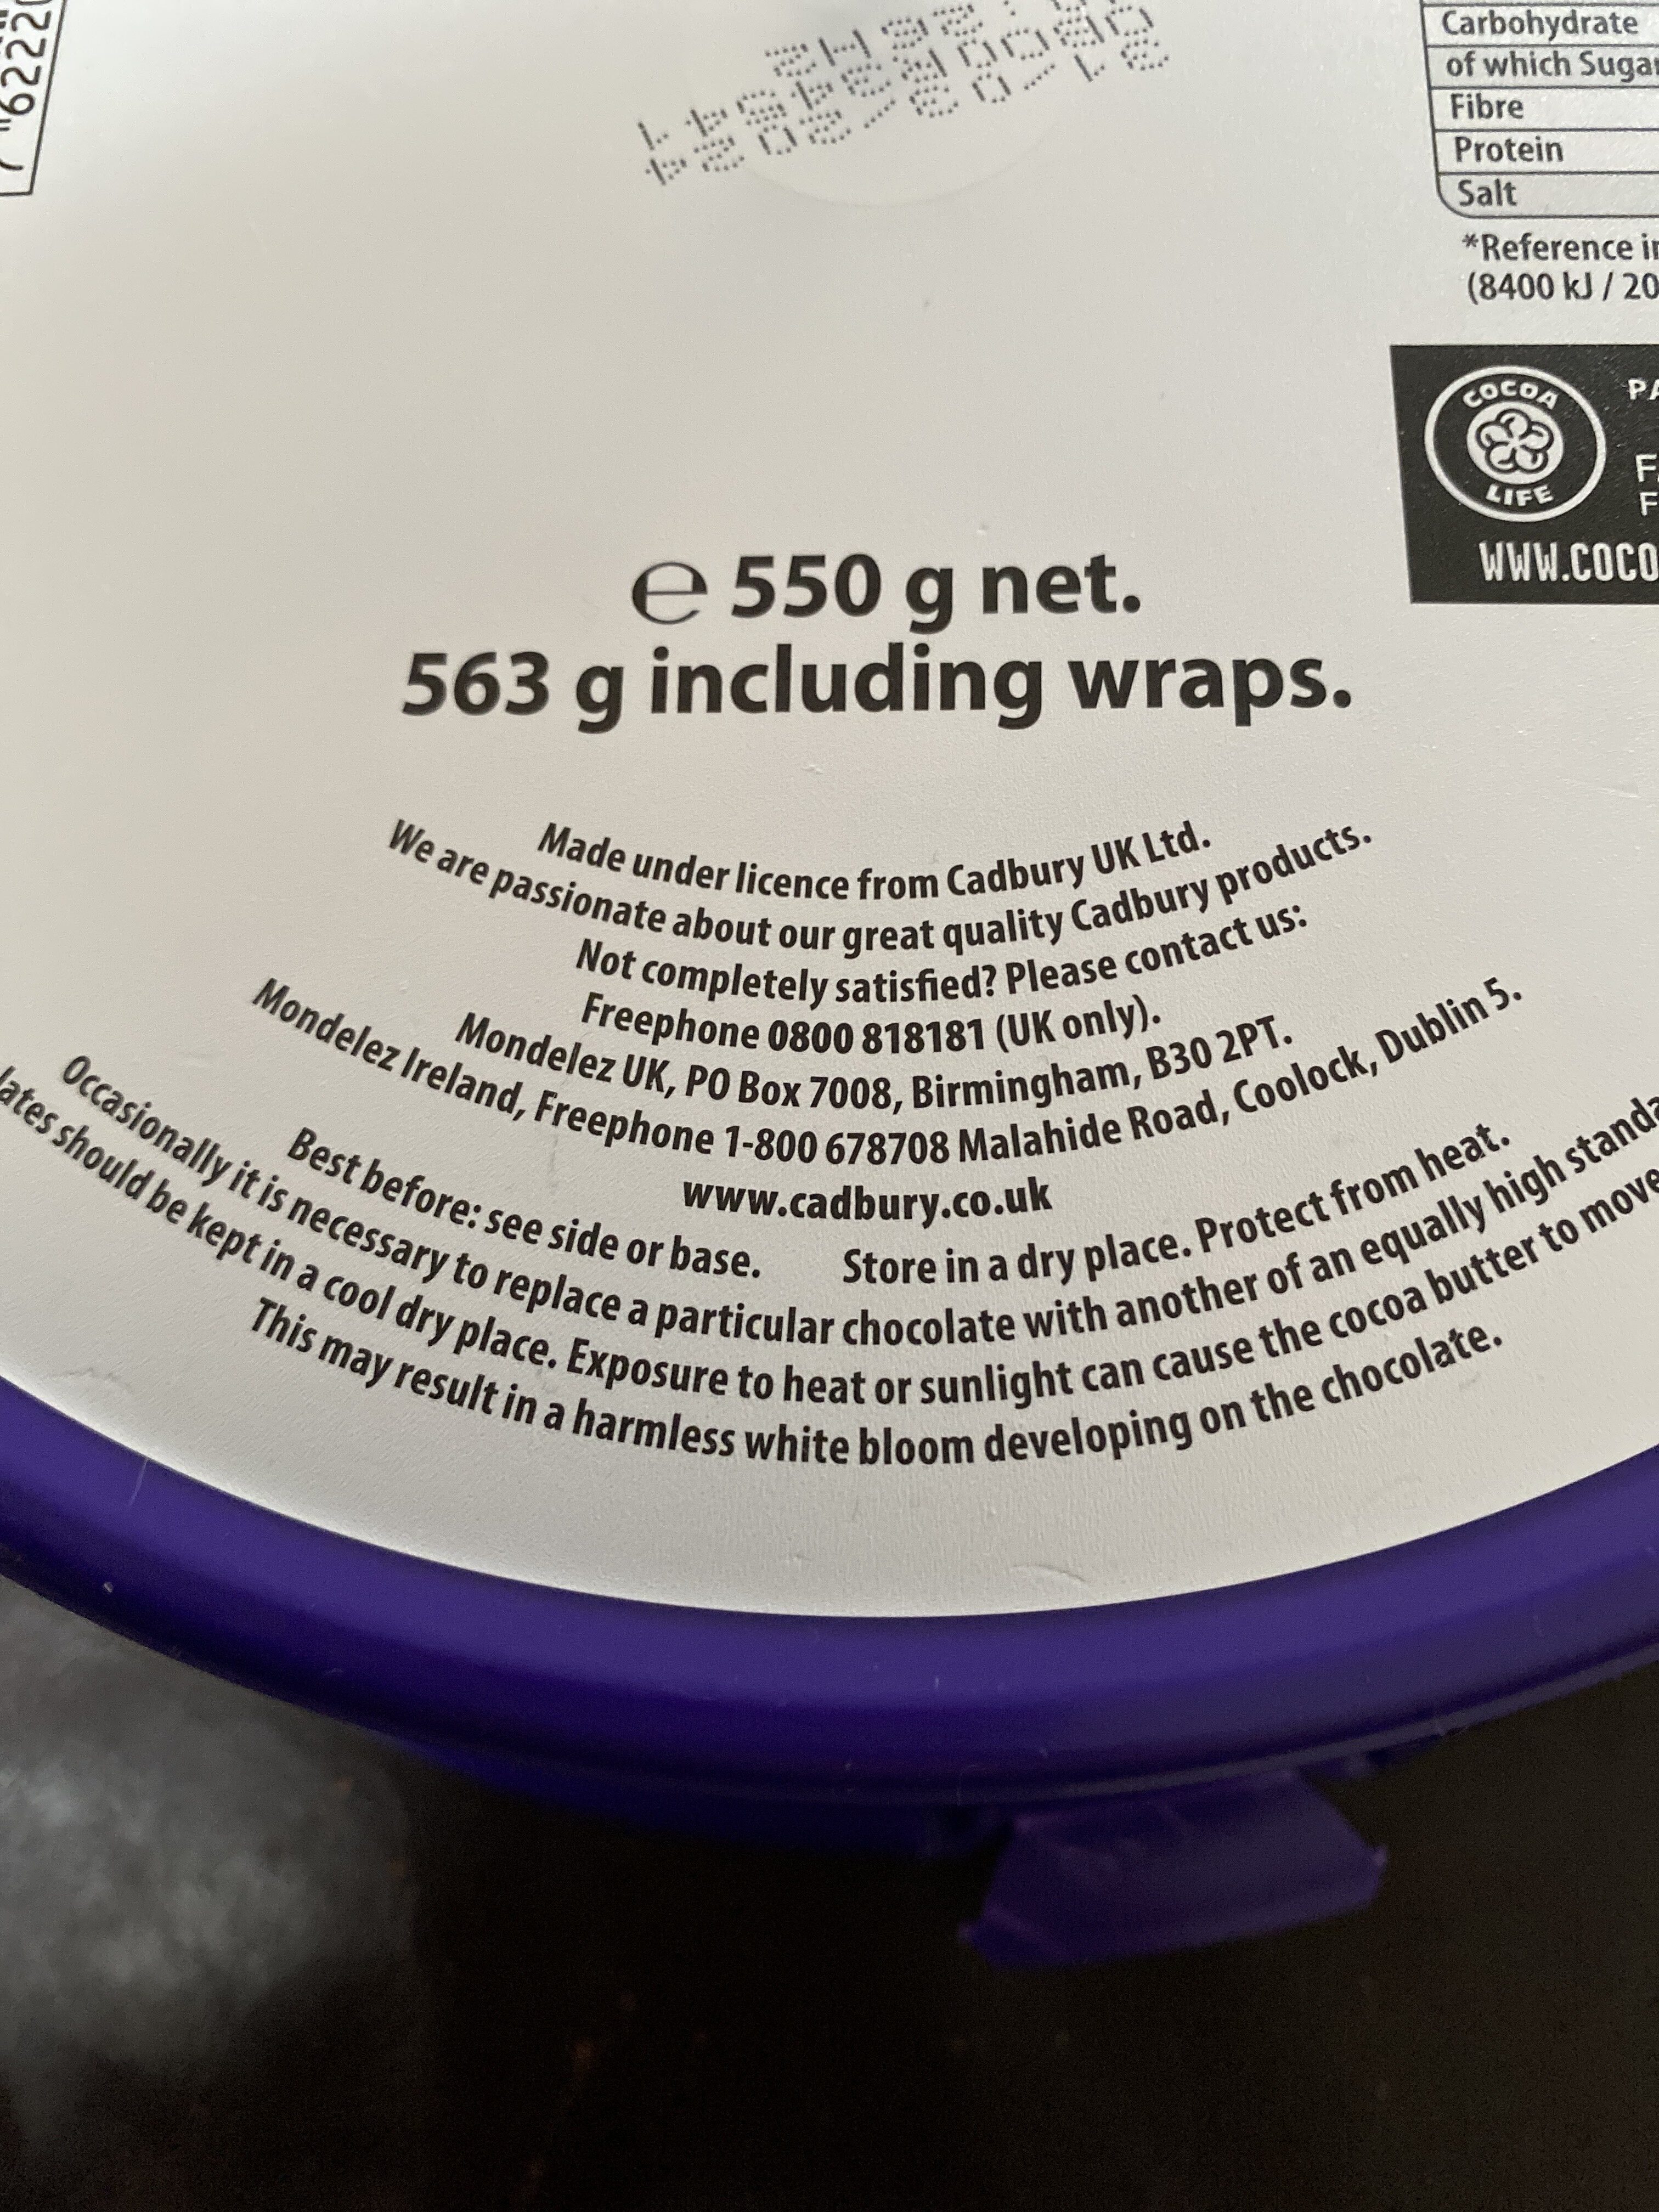 Carbohydrate
of which
Fibre
Protein
Salt
*Reference
(8400 kJ /
COCOA
LIFE
e 550 g net.
563 g including wraps.
Made under licence from Cadbury UK Ltd.
We are passionate about our great quality Cadbury products.
Not completely satisfied? Please contact us:
Freephone 0800 818181 (UK only).
Mondelez UK, PO Box 7008, Birmingham, B30 2PT.
Mondelez Ireland, Freephone 1-800 678708 Malahide Road, Coolock, Dublin 5.
www.cadbury.co.uk
Best before: see side or base. Store in a dry place. Protect from heat.
Occasionally it is necessary to replace a particular chocolate with another of an equally high
should be kept in a cool dry place. Exposure to heat or sunlight can cause the cocoa butter to move
This may result in a harmless white bloom developing on the chocolate.